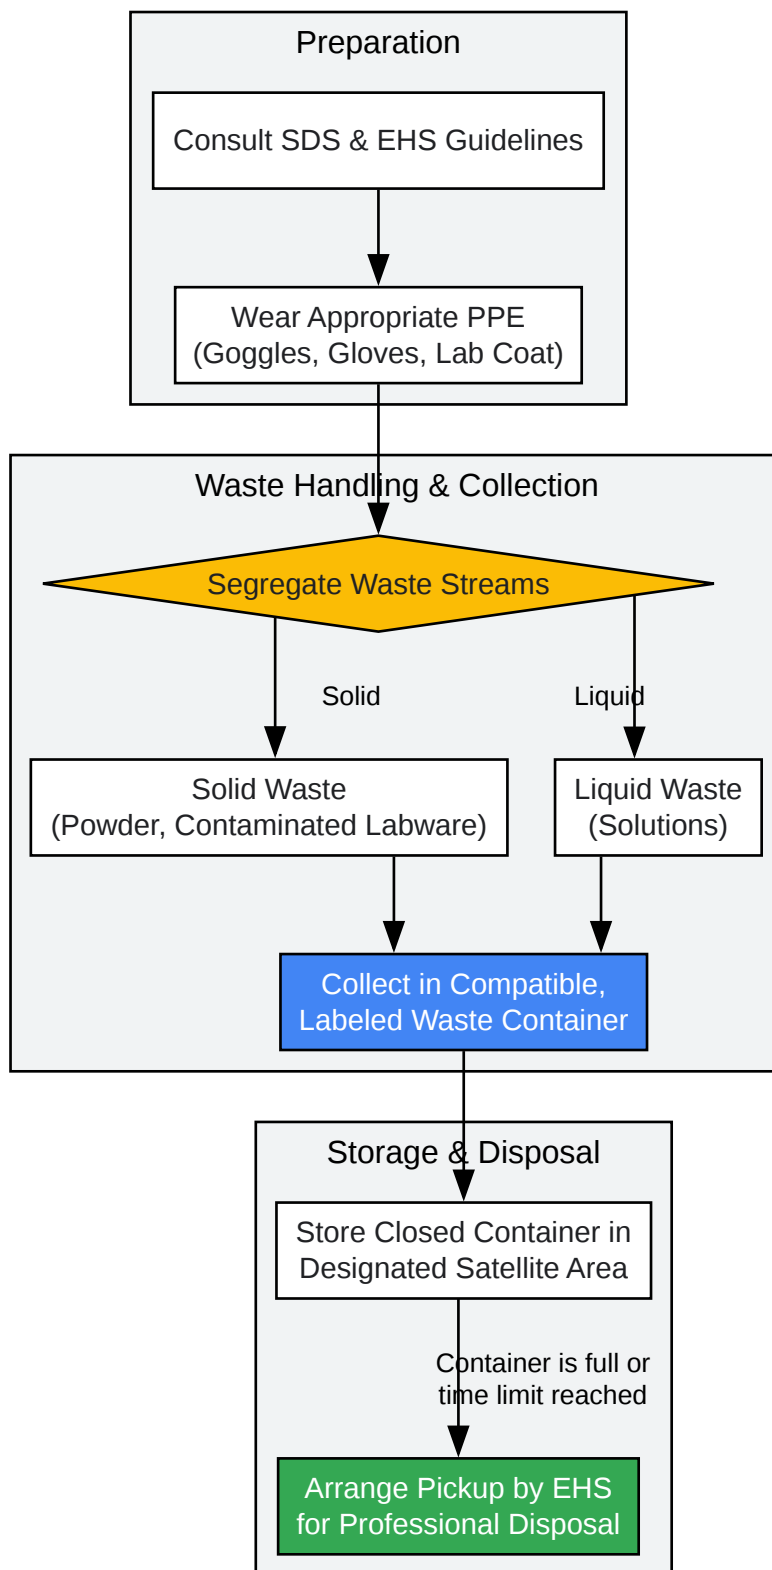 Preparation
Consult SDS & EHS Guidelines
Wear Appropriate PPE
(Goggles, Gloves, Lab Coat)
Waste Handling & Collection
Segregate Waste Streams
Solid
Liquid
Solid Waste
(Powder, Contaminated Labware)
Liquid Waste
(Solutions)
Collect in Compatible,
Labeled Waste Container
Storage & Disposal
Store Closed Container in
Designated Satellite Area
Container is full or
time limit reached
Arrange Pickup by EHS
for Professional Disposal